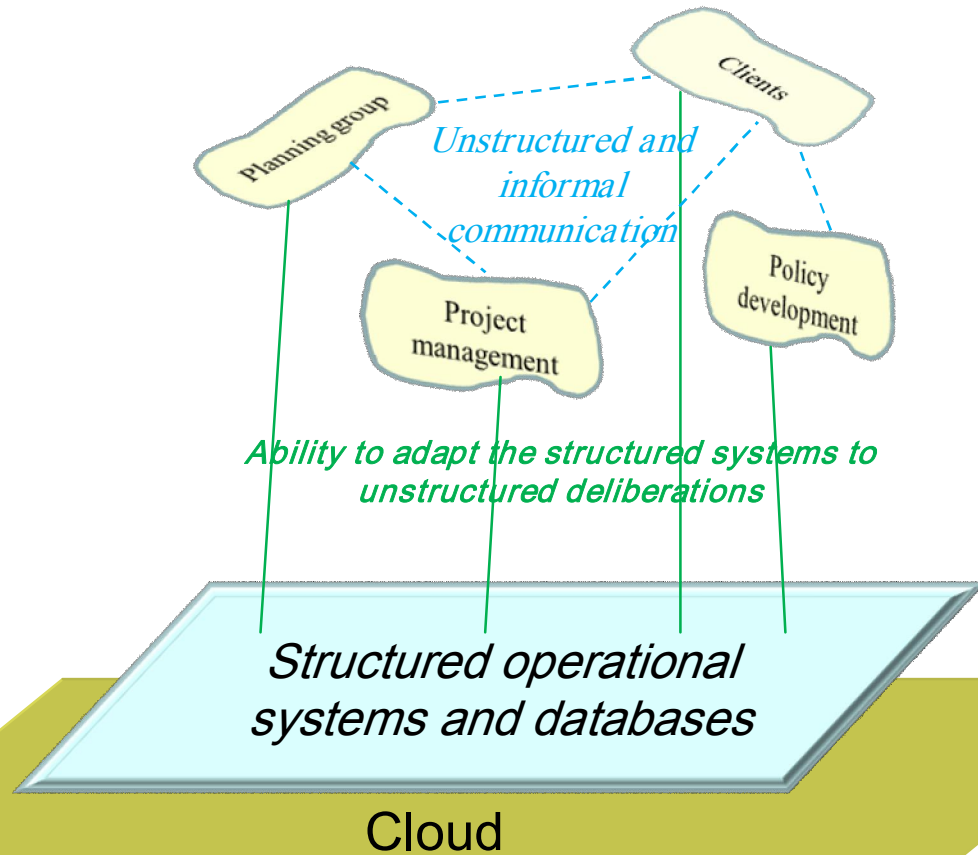 Clients
Planning group
Unstructured and
informal
communication
Policy
development
Project
management
Ability to adapt the structured systems to
unstructured deliberations
Structured operational
systems and databases
Cloud